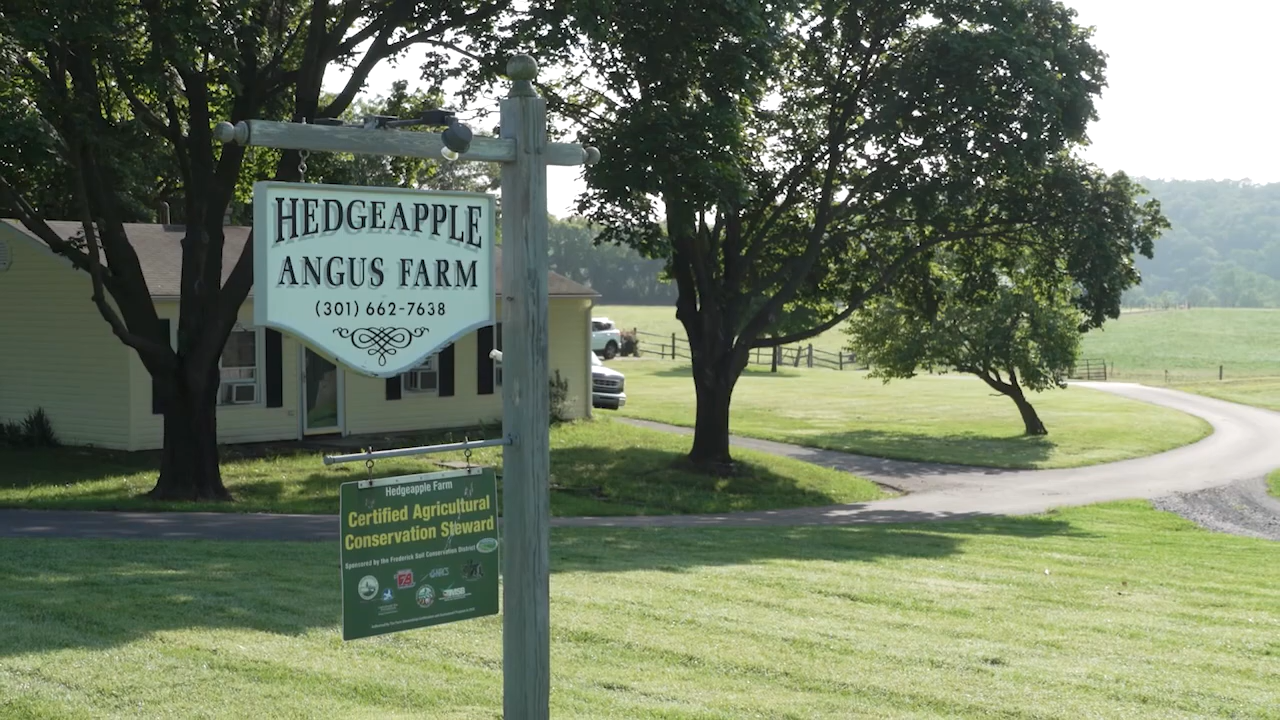 HEDGEAPPLE
ANGUS FARM
(301) 662-7638
Hedgeapple Farm
Certified Agricultural
Conservation Steward
Sponsored by the Frederick Soil Conservation District